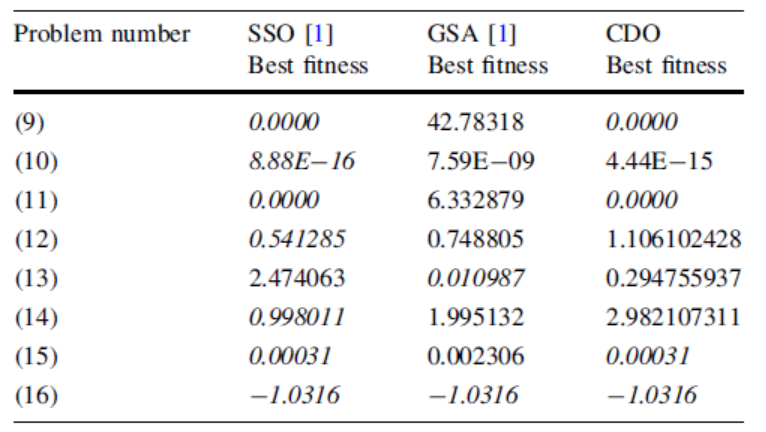 Problem number SSO [1] GSA [1] CDO
Best fitness Best fitness Best fitness
(9) 0.0000 42.78318 0.0000
(10) 8.88E−16 7.59E−09 4.44E−15
(11) 0.0000 6.332879 0.0000
(12) 0.541285 0.748805 1.106102428
(13) 2.474063 0.010987 0.294755937
(14) 0.998011 1.995132 2.982107311
(15) 0.00031 0.002306 0.00031
(16) −1.0316 −1.0316 −1.0316